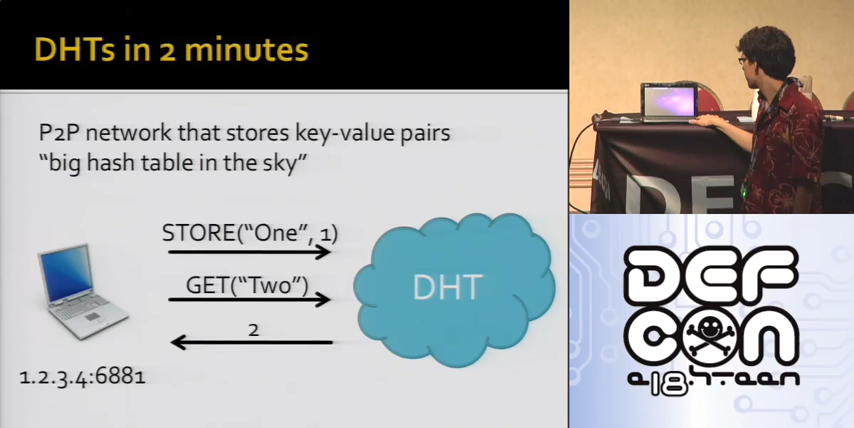 DHTs in 2 minutes
P2P network that stores key-value pairs
“big hash table in the sky”
STORE(“One”, 1)
GET(“Two”)
2
DHT
1.2.3.4:6881
DEF
CON
DEF C